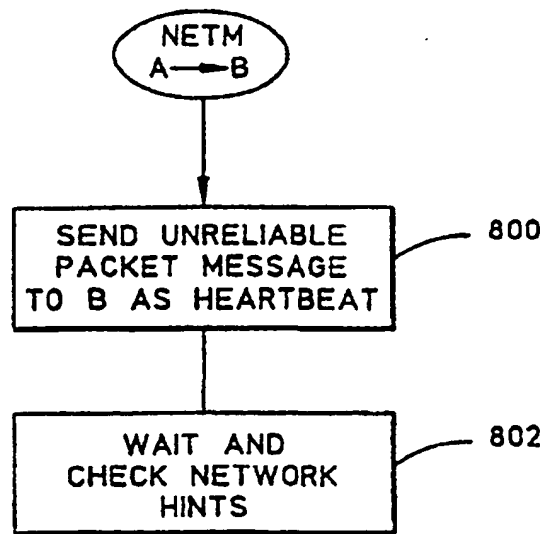 NETM
A → B
SEND UNRELIABLE
PACKET MESSAGE
TO B AS HEARTBEAT
800
WAIT AND
CHECK NETWORK
HINTS
802